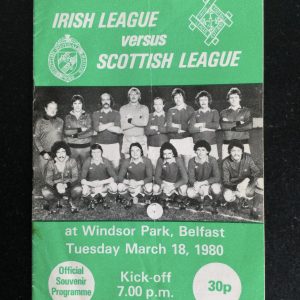 IRISH LEAGUE
versus
SCOTTISH LEAGUE
at Windsor Park, Belfast
Tuesday March 18, 1980
Official
Souvenir
Programme
Kick-off
7.00 p.m.
30p